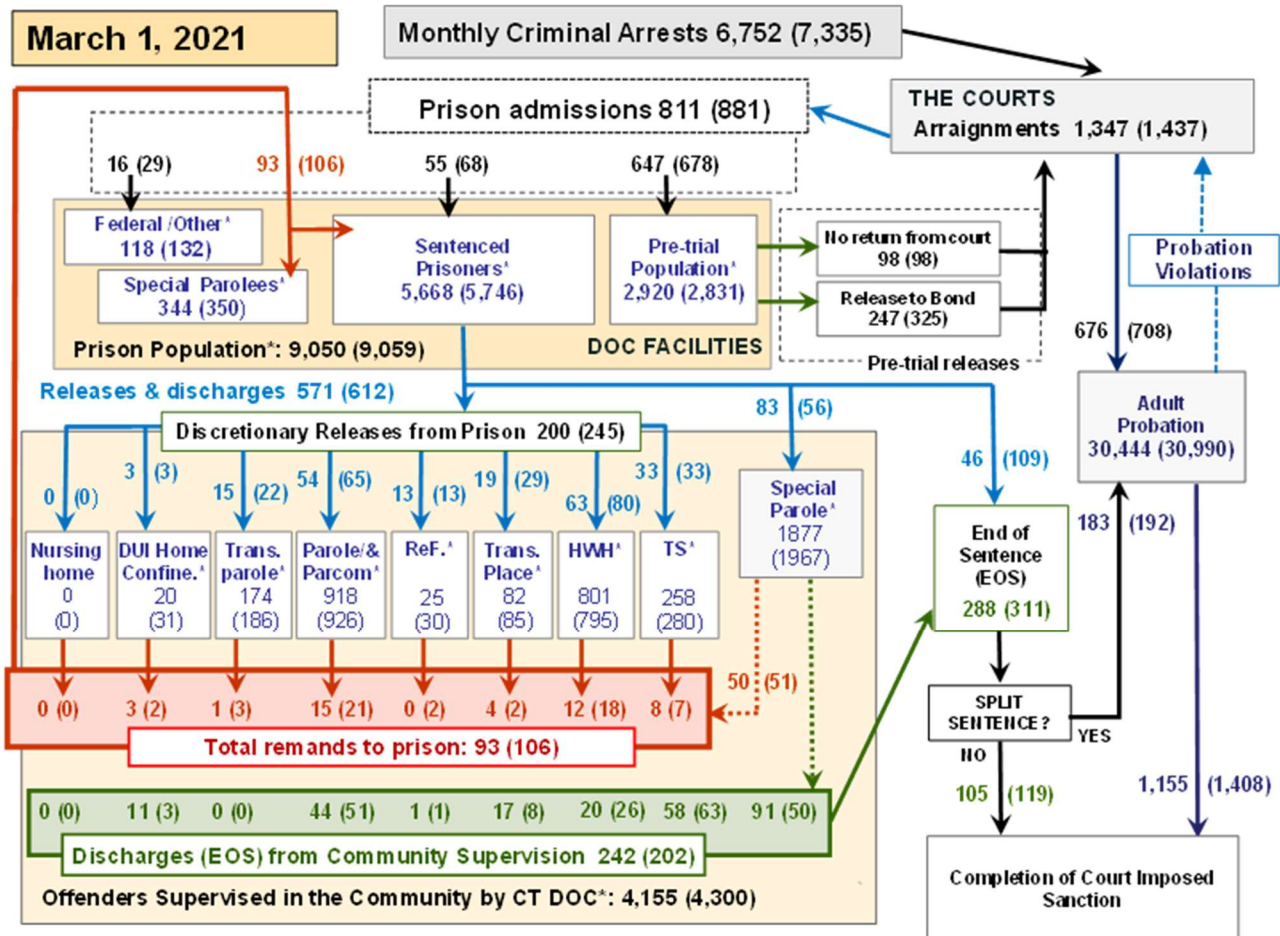 March 1, 2021
Monthly Criminal Arrests 6,752 (7,335)
THE COURTS
Arraignments 1,347 (1,437)
Prison admissions 811 (881)
16 (29)
93 (106)
55 (68)
647 (678)
Federal /Other*
118 (132)
Special Parolees*
344 (350)
Sentenced
Prisoners*
5,668 (5,746)
Pre-trial
Population*
2,920 (2,831)
No return from court
98 (98)
Release to Bond
247 (325)
Pre-trial releases
Probation
Violations
676 (708)
Prison Population*: 9,050 (9,059)
DOC FACILITIES
Releases & discharges 571 (612)
Discretionary Releases from Prison 200 (245)
83 (56)
46 (109)
Adult
Probation
30,444 (30,990)
0 (0)
3 (3)
15 (22)
54 (65)
13 (13)
19 (29)
63 (80)
33 (33)
Nursing
home
0
(0)
DUI Home
Confine.*
20
(31)
Trans.
parole*
174
(186)
Parole/&
Parcom*
918
(926)
ReF.*
25
(30)
Trans.
Place*
82
(85)
HWH*
801
(795)
TS*
258
(280)
Special
Parole*
1877
(1967)
End of
Sentence
(EOS)
288 (311)
183 (192)
50 (51)
0 (0)
3 (2)
1 (3)
15 (21)
0 (2)
4 (2)
12 (18)
8 (7)
Total remands to prison: 93 (106)
SPLIT
SENTENCE?
YES
NO
105 (119)
1,155 (1,408)
0 (0)
11 (3)
0 (0)
44 (51)
1 (1)
17 (8)
20 (26)
58 (63)
91 (50)
Discharges (EOS) from Community Supervision 242 (202)
Offenders Supervised in the Community by CT DOC*: 4,155 (4,300)
Completion of Court Imposed
Sanction